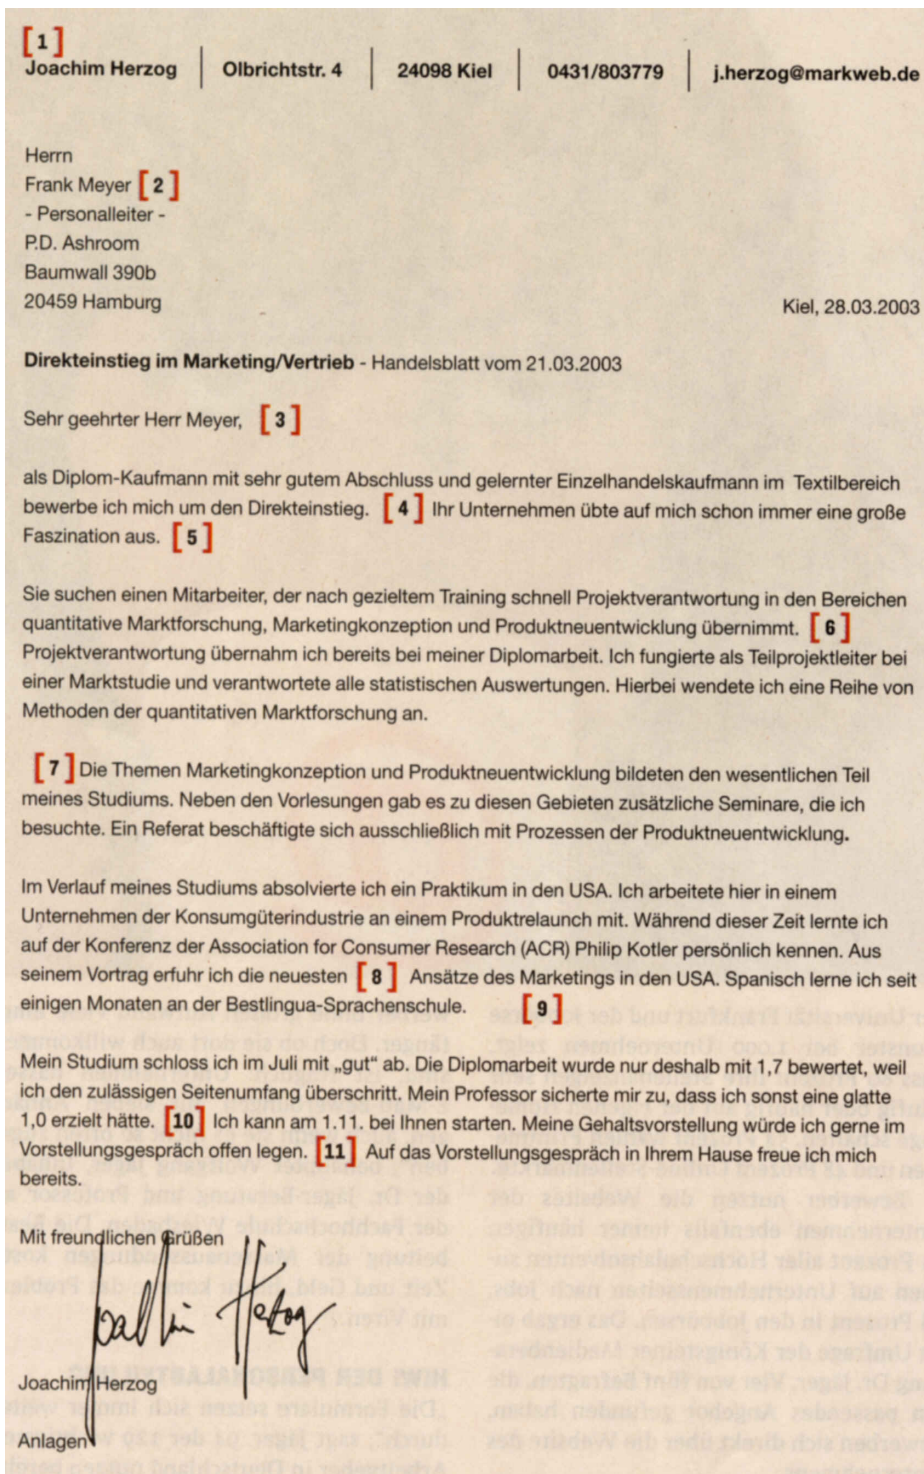 [1]
Joachim Herzog | Olbrichtstr. 4 | 24098 Kiel | 0431/803779 | j.herzog@markweb.de
Herrn
Frank Meyer [2]
- Personalleiter -
P.D. Ashroom
Baumwall 390b
20459 Hamburg
Kiel, 28.03.2003
Direkteinstieg im Marketing/Vertrieb - Handelsblatt vom 21.03.2003
Sehr geehrter Herr Meyer, [3]
als Diplom-Kaufmann mit sehr gutem Abschluss und gelernter Einzelhandelskaufmann im Textilbereich
bewerbe ich mich um den Direkteinstieg. [4] Ihr Unternehmen übte auf mich schon immer eine große
Faszination aus. [5]
Sie suchen einen Mitarbeiter, der nach gezieltem Training schnell Projektverantwortung in den Bereichen
quantitative Marktforschung, Marketingkonzeption und Produktneuentwicklung übernimmt. [6]
Projektverantwortung übernahm ich bereits bei meiner Diplomarbeit. Ich fungierte als Teilprojektleiter bei
einer Marktstudie und verantwortete alle statistischen Auswertungen. Hierbei wendete ich eine Reihe von
Methoden der quantitativen Marktforschung an.
[7] Die Themen Marketingkonzeption und Produktneuentwicklung bildeten den wesentlichen Teil
meines Studiums. Neben den Vorlesungen gab es zu diesen Gebieten zusätzliche Seminare, die ich
besuchte. Ein Referat beschäftigte sich ausschließlich mit Prozessen der Produktneuentwicklung.
Im Verlauf meines Studiums absolvierte ich ein Praktikum in den USA. Ich arbeitete hier in einem
Unternehmen der Konsumgüterindustrie an einem Produktrelaunch mit. Während dieser Zeit lernte ich
auf der Konferenz der Association for Consumer Research (ACR) Philip Kotler persönlich kennen. Aus
seinem Vortrag erfuhr ich die neuesten [8] Ansätze des Marketings in den USA. Spanisch lerne ich seit
einigen Monaten an der Bestlingua-Sprachenschule. [9]
Mein Studium schloss ich im Juli mit „gut“ ab. Die Diplomarbeit wurde nur deshalb mit 1,7 bewertet, weil
ich den zulässigen Seitenumfang überschritt. Mein Professor sicherte mir zu, dass ich sonst eine glatte
1,0 erzielt hätte. [10] Ich kann am 1.11. bei Ihnen starten. Meine Gehaltsvorstellung würde ich gerne im
Vorstellungsgespräch offen legen. [11] Auf das Vorstellungsgespräch in Ihrem Hause freue ich mich
bereits.
Mit freundlichen Grüßen
Joachim Herzog
Joachim Herzog
Anlagen